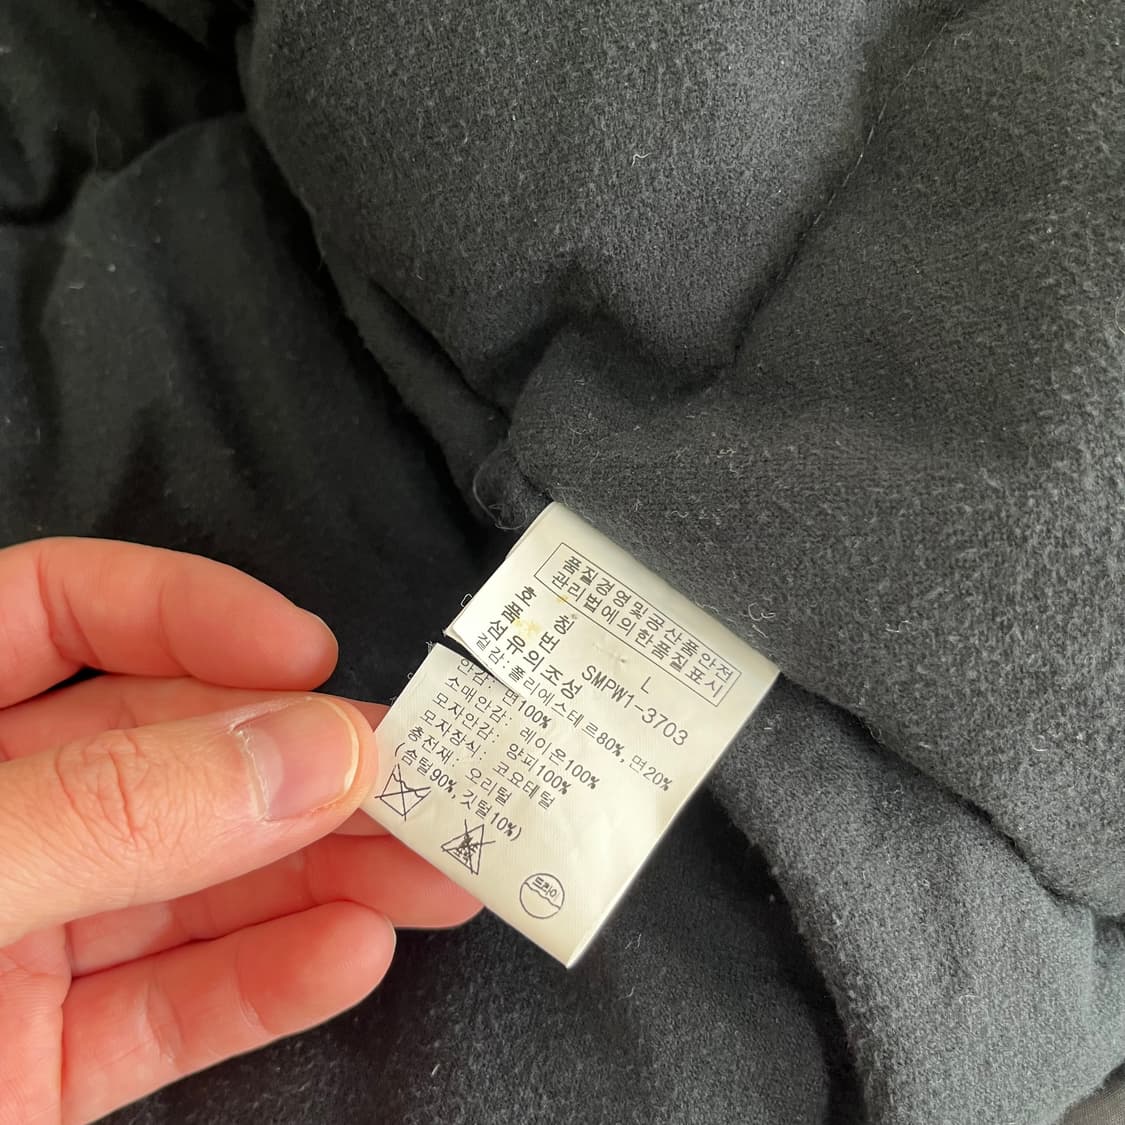 품질경영및공산품안전
관리법에의한품질표시
호 칭 L
품 번 SMPW1-3703
섬유의조성
겉감: 폴리에스테르80%, 면20%
안감: 면100%
소매안감: 레이온100%
모자안감: 양피100%
모자장식: 코요테털
충전재: 오리털
(솜털90%, 깃털10%)
드라이